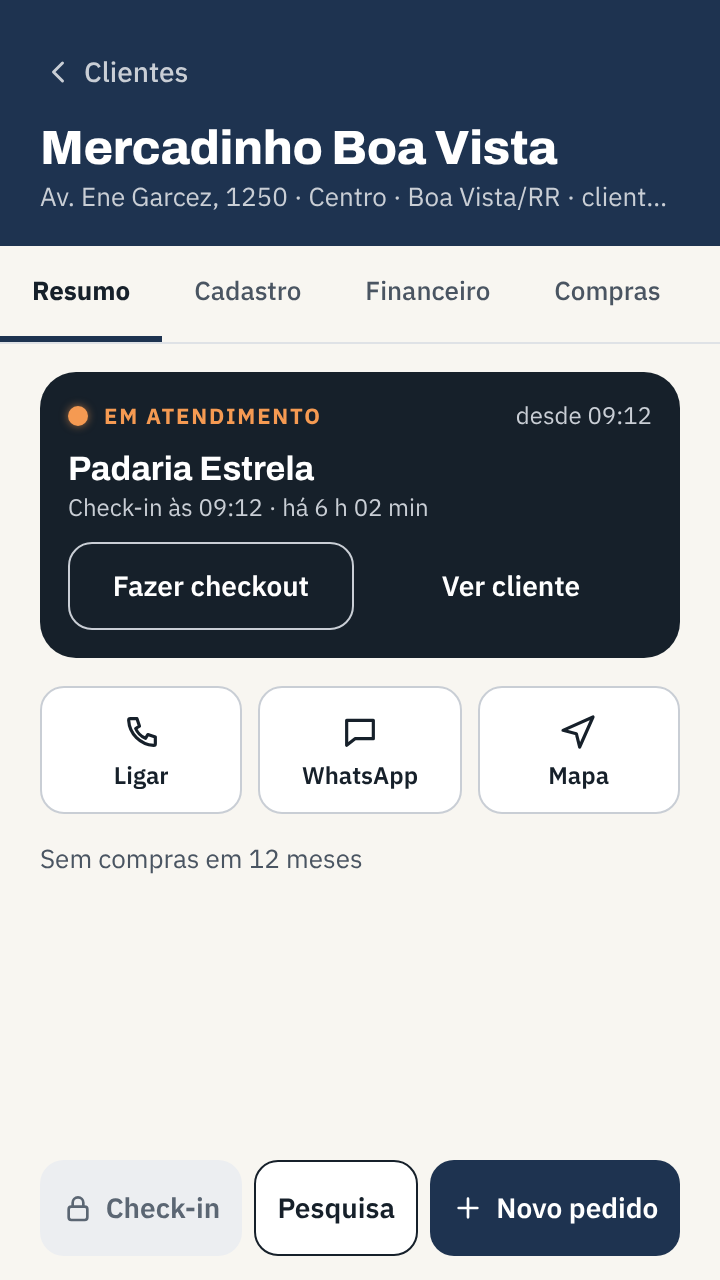 Clientes
Mercadinho Boa Vista
Av. Ene Garcez, 1250 · Centro · Boa Vista/RR · client...
Resumo Cadastro Financeiro Compras
EM ATENDIMENTO desde 09:12
Padaria Estrela
Check-in às 09:12 · há 6 h 02 min
Fazer checkout Ver cliente
Ligar WhatsApp Mapa
Sem compras em 12 meses
Check-in Pesquisa Novo pedido